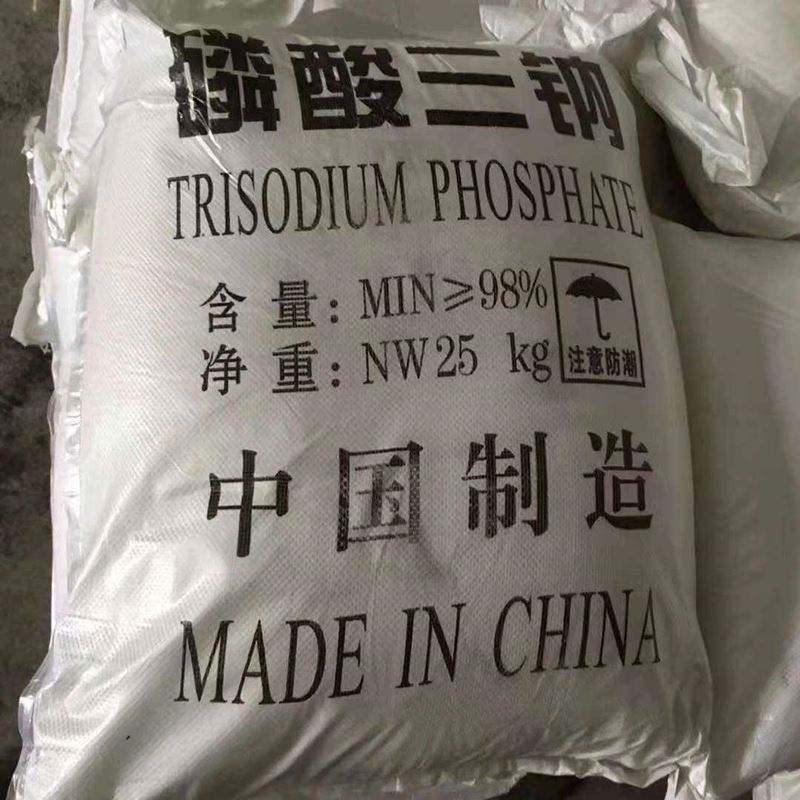 磷酸三钠
TRISODIUM PHOSPHATE
含量: MIN≥98%
净重: NW25 kg
注意防潮
中国制造
MADE IN CHINA